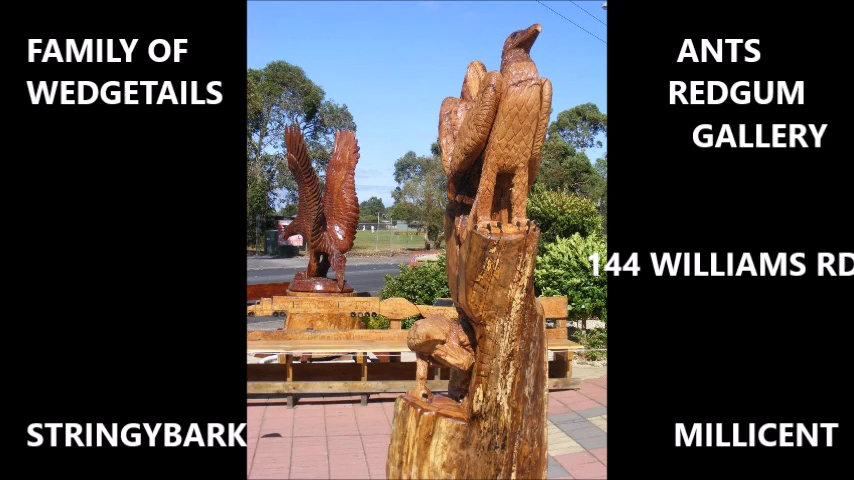 FAMILY OF
WEDGETAILS
STRINGYBARK
ANTS
REDGUM
GALLERY
144 WILLIAMS RD
MILLICENT